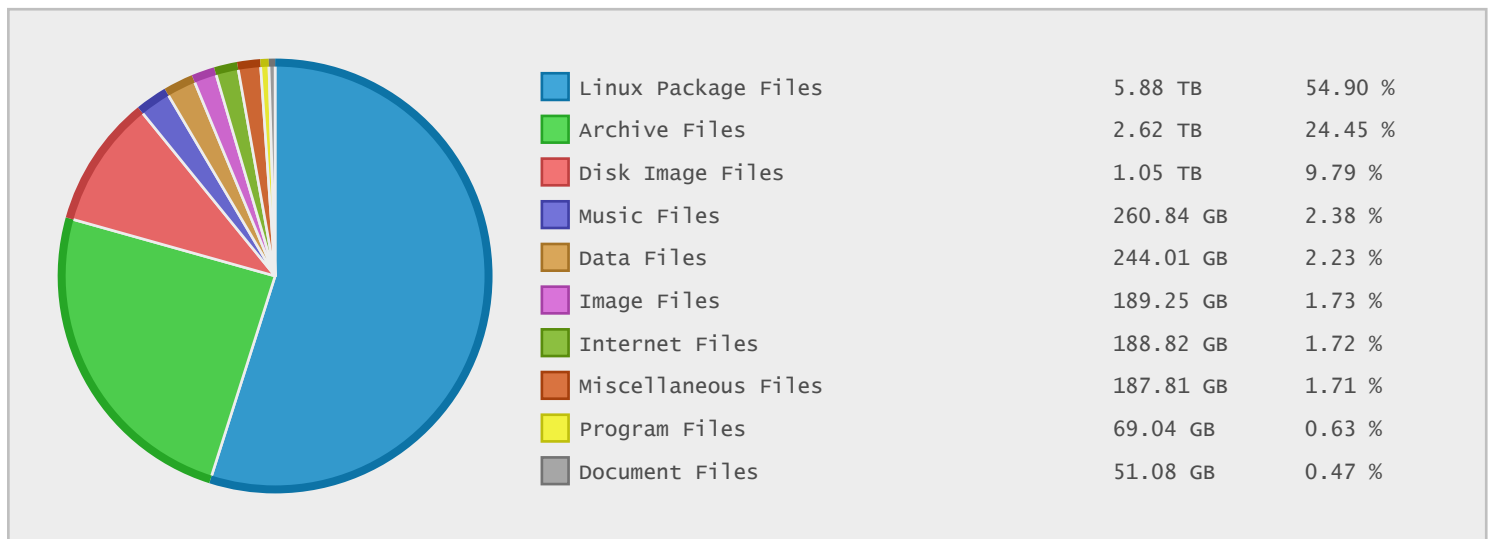 Linux Package Files 5.88 TB 54.90 %
Archive Files 2.62 TB 24.45 %
Disk Image Files 1.05 TB 9.79 %
Music Files 260.84 GB 2.38 %
Data Files 244.01 GB 2.23 %
Image Files 189.25 GB 1.73 %
Internet Files 188.82 GB 1.72 %
Miscellaneous Files 187.81 GB 1.71 %
Program Files 69.04 GB 0.63 %
Document Files 51.08 GB 0.47 %